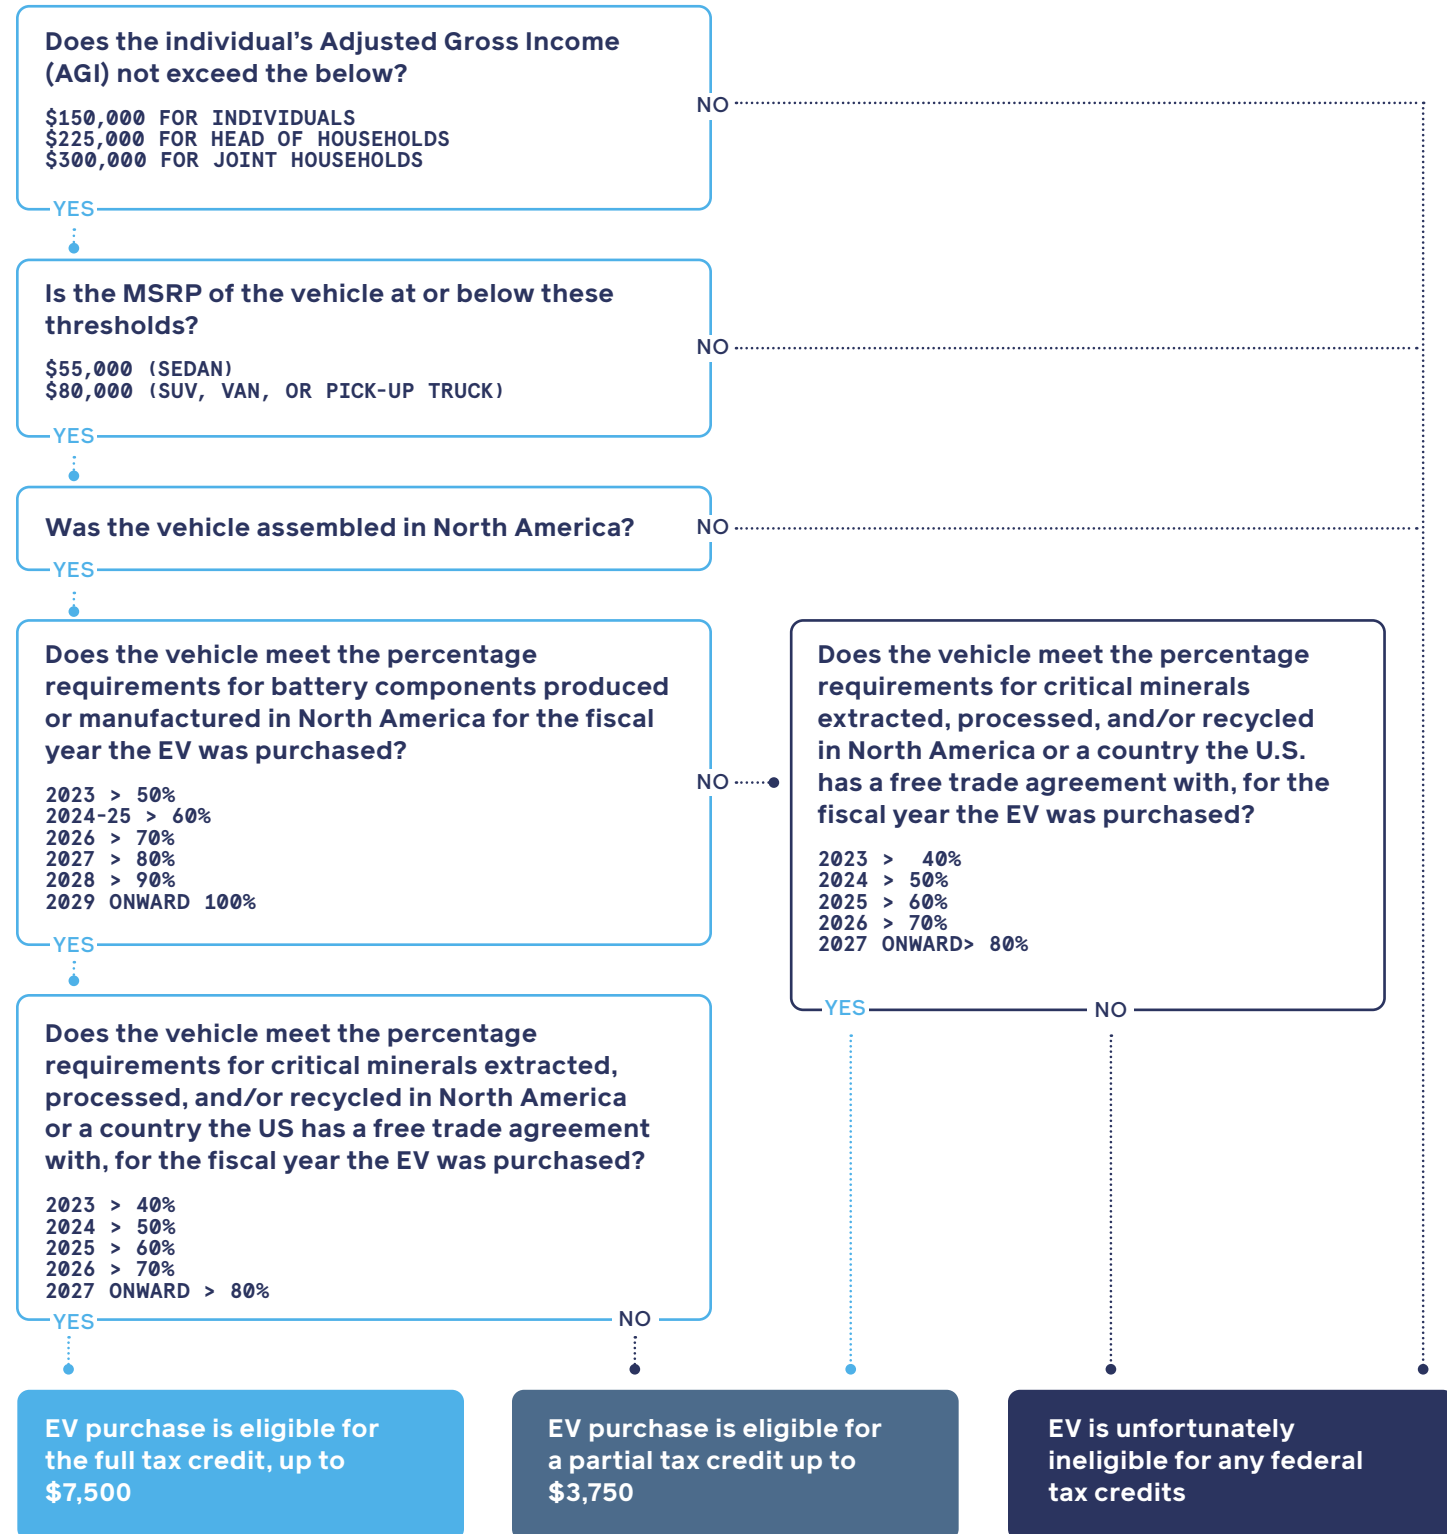 Does the individual’s Adjusted Gross Income
(AGI) not exceed the below?
$150,000 FOR INDIVIDUALS
$225,000 FOR HEAD OF HOUSEHOLDS
$300,000 FOR JOINT HOUSEHOLDS
NO
YES
Is the MSRP of the vehicle at or below these
thresholds?
$55,000 (SEDAN)
$80,000 (SUV, VAN, OR PICK-UP TRUCK)
NO
YES
Was the vehicle assembled in North America?
NO
YES
Does the vehicle meet the percentage
requirements for battery components produced
or manufactured in North America for the fiscal
year the EV was purchased?
2023 > 50%
2024-25 > 60%
2026 > 70%
2027 > 80%
2028 > 90%
2029 ONWARD 100%
NO
YES
Does the vehicle meet the percentage
requirements for critical minerals
extracted, processed, and/or recycled
in North America or a country the U.S.
has a free trade agreement with, for the
fiscal year the EV was purchased?
2023 > 40%
2024 > 50%
2025 > 60%
2026 > 70%
2027 ONWARD> 80%
YES
NO
Does the vehicle meet the percentage
requirements for critical minerals extracted,
processed, and/or recycled in North America
or a country the US has a free trade agreement
with, for the fiscal year the EV was purchased?
2023 > 40%
2024 > 50%
2025 > 60%
2026 > 70%
2027 ONWARD > 80%
YES
NO
EV purchase is eligible for
the full tax credit, up to
$7,500
EV purchase is eligible for
a partial tax credit up to
$3,750
EV is unfortunately
ineligible for any federal
tax credits